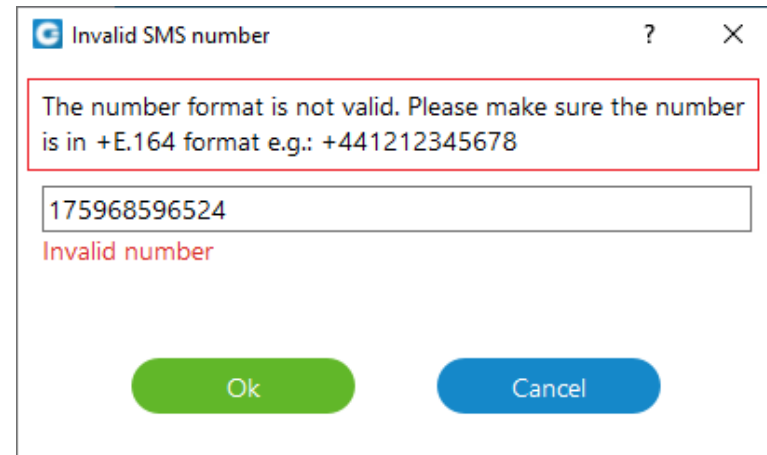 Invalid SMS number
The number format is not valid. Please make sure the number
is in +E.164 format e.g.: +441212345678
175968596524
Invalid number
Ok Cancel